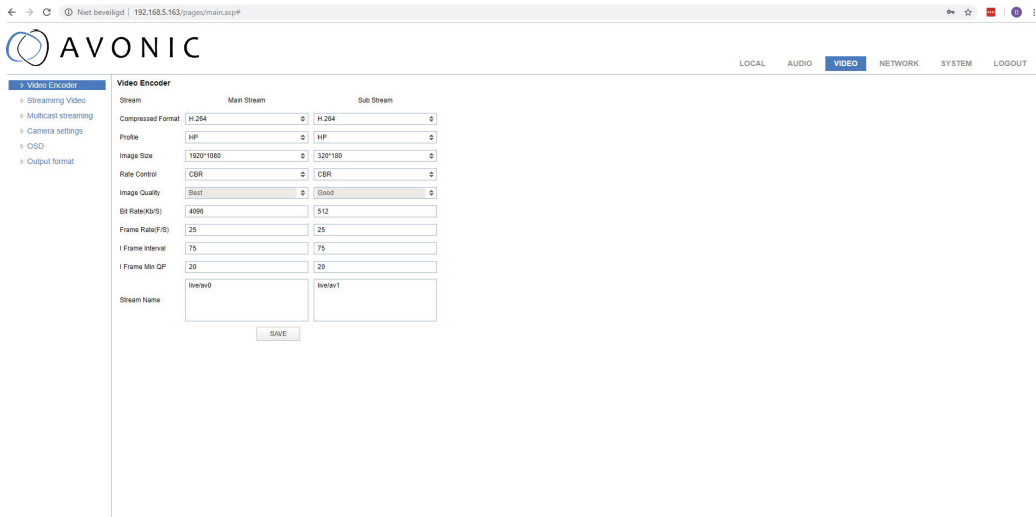 Niet beveiligd | 192.168.5.163/pages/main.asp#
D
AVONIC
LOCAL AUDIO VIDEO NETWORK SYSTEM LOGOUT
Video Encoder
Streamimg Video
Multicast streaming
Camera settings
OSD
Output format
Video Encoder
Stream Main Stream Sub Stream
Compressed Format H.264 H.264
Profile HP HP
Image Size 1920*1080 320*180
Rate Control CBR CBR
Image Quality Best Good
Bit Rate(Kb/S) 4096 512
Frame Rate(F/S) 25 25
I Frame Interval 75 75
I Frame Min QP 20 20
Stream Name live/av0 live/av1
SAVE